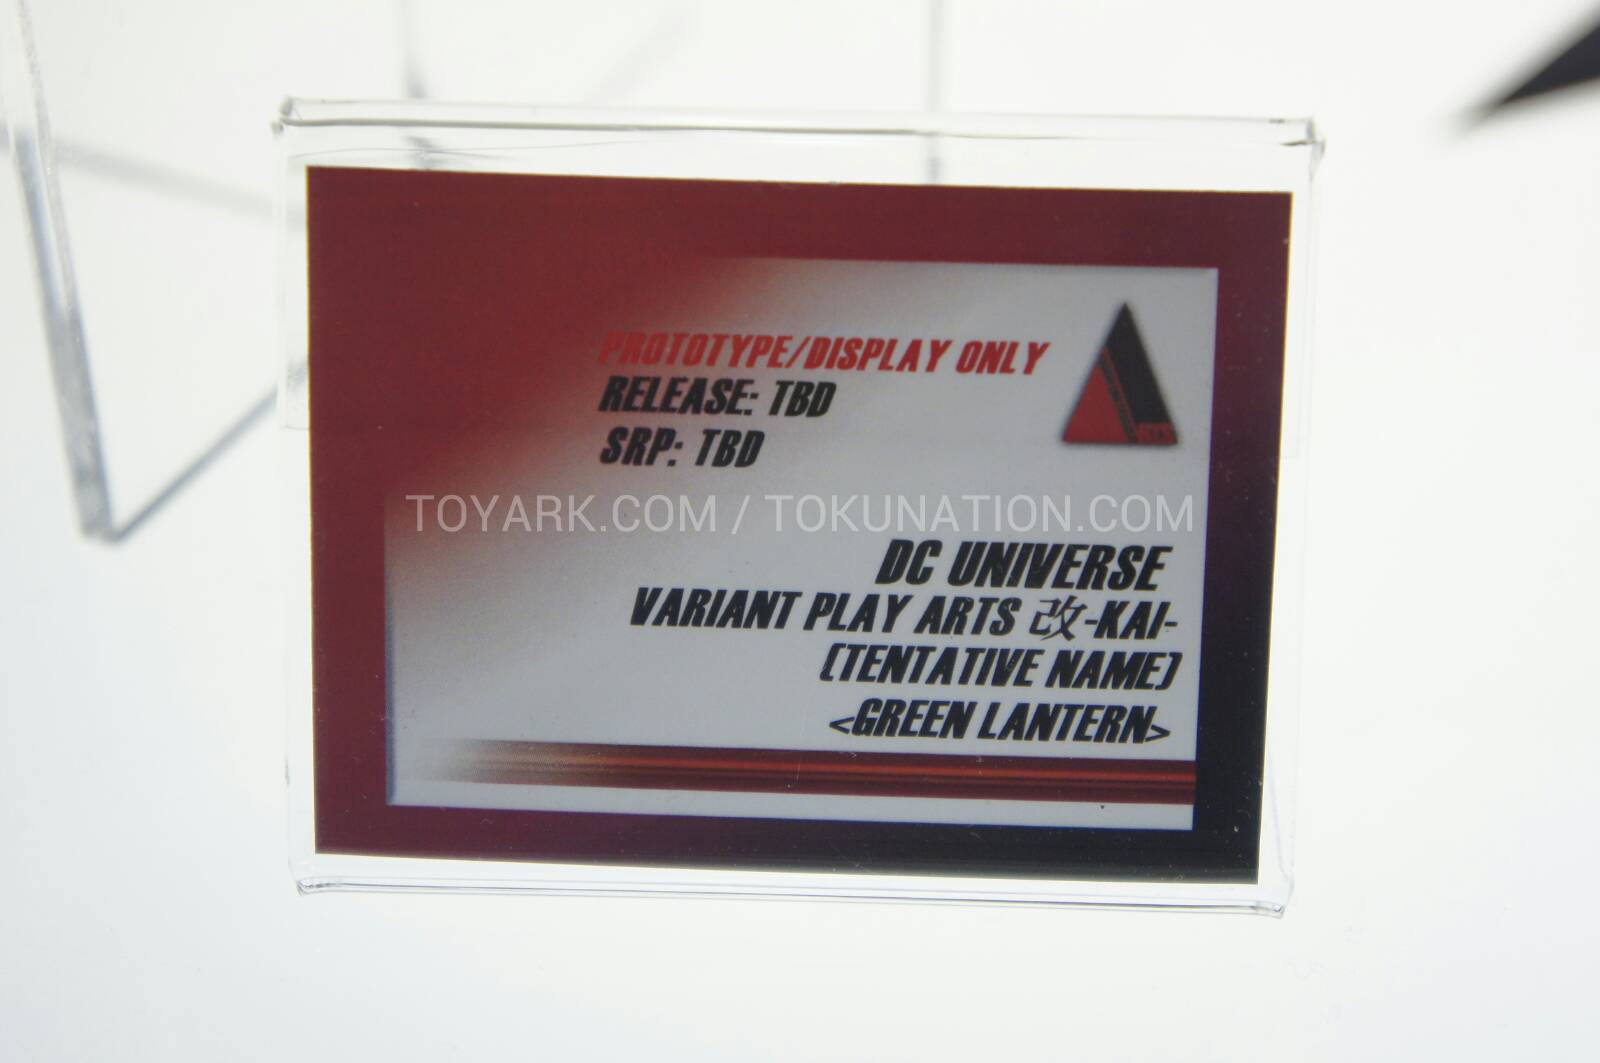 PROTOTYPE/DISPLAY ONLY
RELEASE: TBD
SRP: TBD
TOYARK.COM / TOKUNATION.COM
DC UNIVERSE
VARIANT PLAY ARTS 改-KAI-
(TENTATIVE NAME)
<GREEN LANTERN>